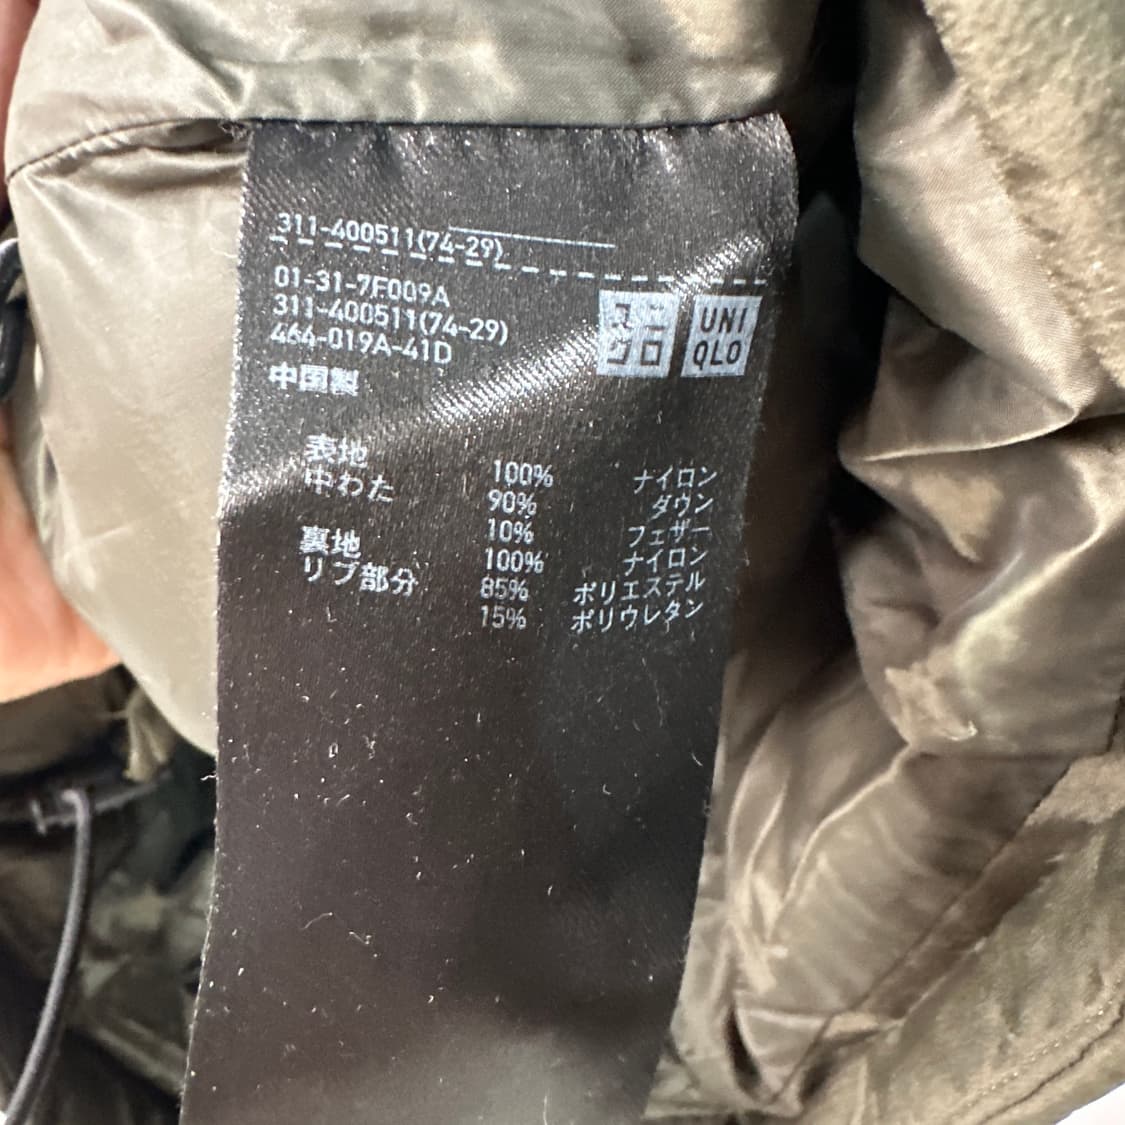 311-400511(74-29)
01-31-7F009A
311-400511(74-29)
464-019A-41D
中国製
ユニ
クロ
UNI
QLO
表地 100% ナイロン
中わた 90% ダウン
10% フェザー
裏地 100% ナイロン
リブ部分 85% ポリエステル
15% ポリウレタン